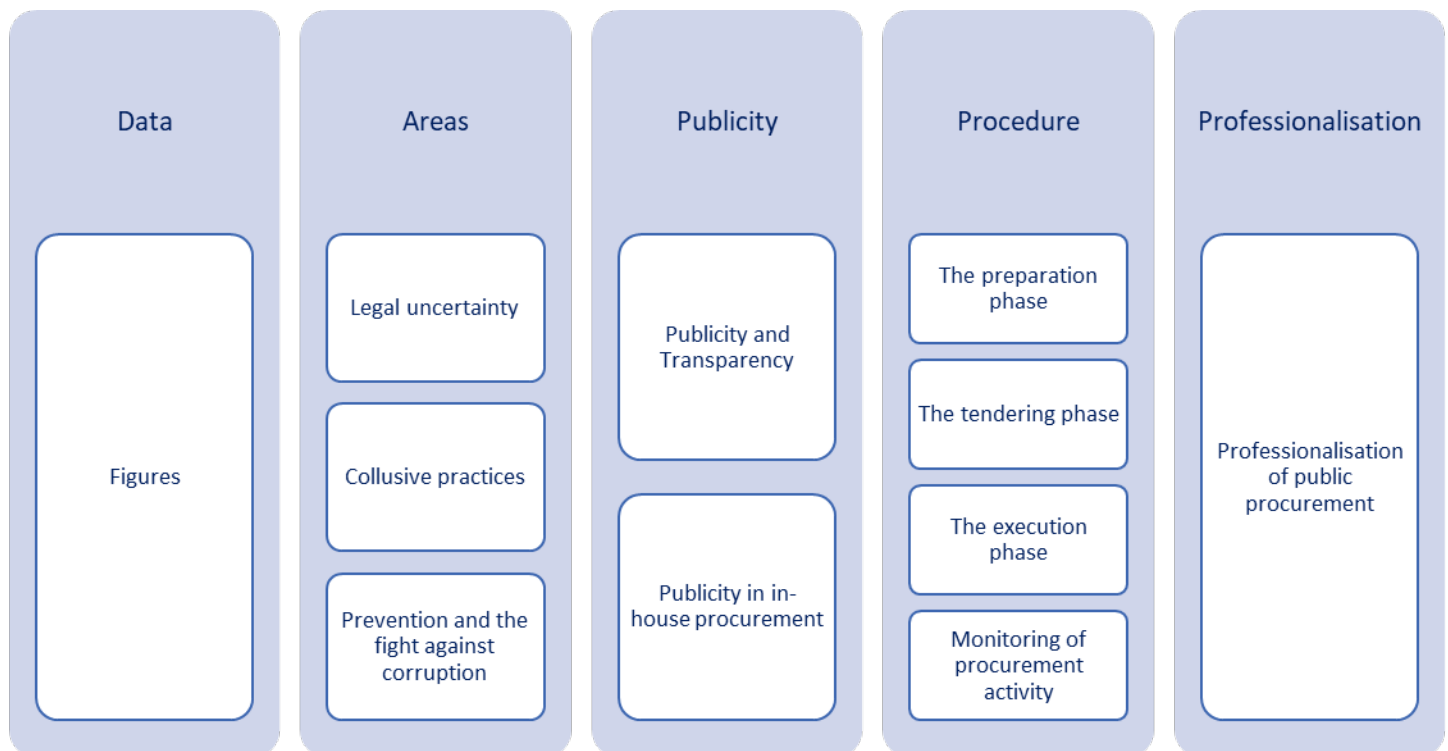 Data
Figures
Areas
Legal uncertainty
Collusive practices
Prevention and the
fight against
corruption
Publicity
Publicity and
Transparency
Publicity in in-
house procurement
Procedure
The preparation
phase
The tendering phase
The execution
phase
Monitoring of
procurement
activity
Professionalisation
Professionalisation
of public
procurement